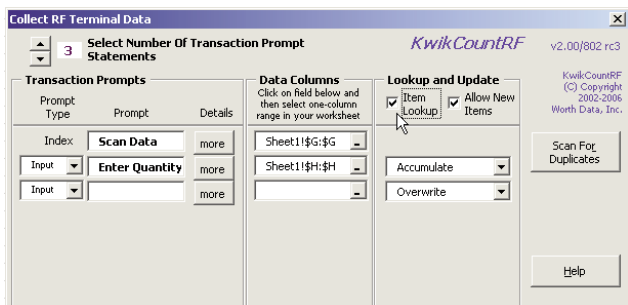 Collect RF Terminal Data
3 Select Number Of Transaction Prompt
Statements
KwikCountRF
v2.00/802 rc3
KwikCountRF
(C) Copyright
2002-2006
Worth Data, Inc.
Transaction Prompts
Prompt
Type
Prompt
Details
Data Columns
Click on field below and
then select one-column
range in your worksheet
Lookup and Update
Item
Lookup
Allow New
Items
Index
Scan Data
more
Sheet1!$G:$G
Scan For
Duplicates
Input
Enter Quantity
more
Sheet1!$H:$H
Accumulate
Input
more
Overwrite
Help